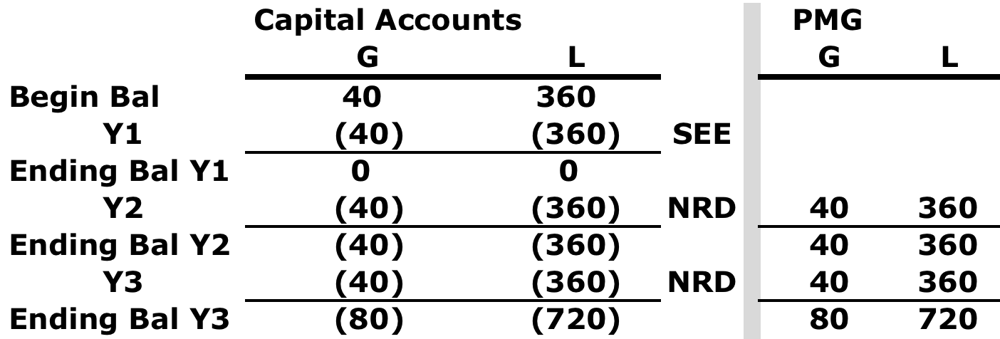 Capital Accounts PMG
G L G L
Begin Bal 40 360
Y1 (40) (360) SEE
Ending Bal Y1 0 0
Y2 (40) (360) NRD 40 360
Ending Bal Y2 (40) (360) 40 360
Y3 (40) (360) NRD 40 360
Ending Bal Y3 (80) (720) 80 720